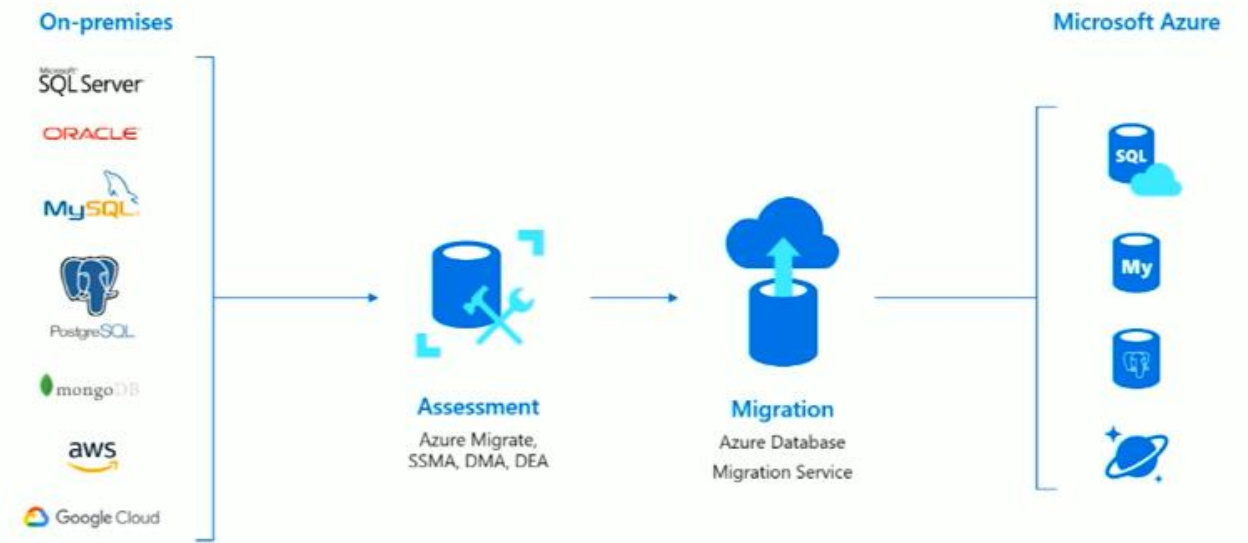 On-premises
Microsoft Azure
Microsoft
SQL Server
ORACLE
MySQL
PostgreSQL
mongoDB
aws
Google Cloud
Assessment
Azure Migrate,
SSMA, DMA, DEA
Migration
Azure Database
Migration Service
SQL
My